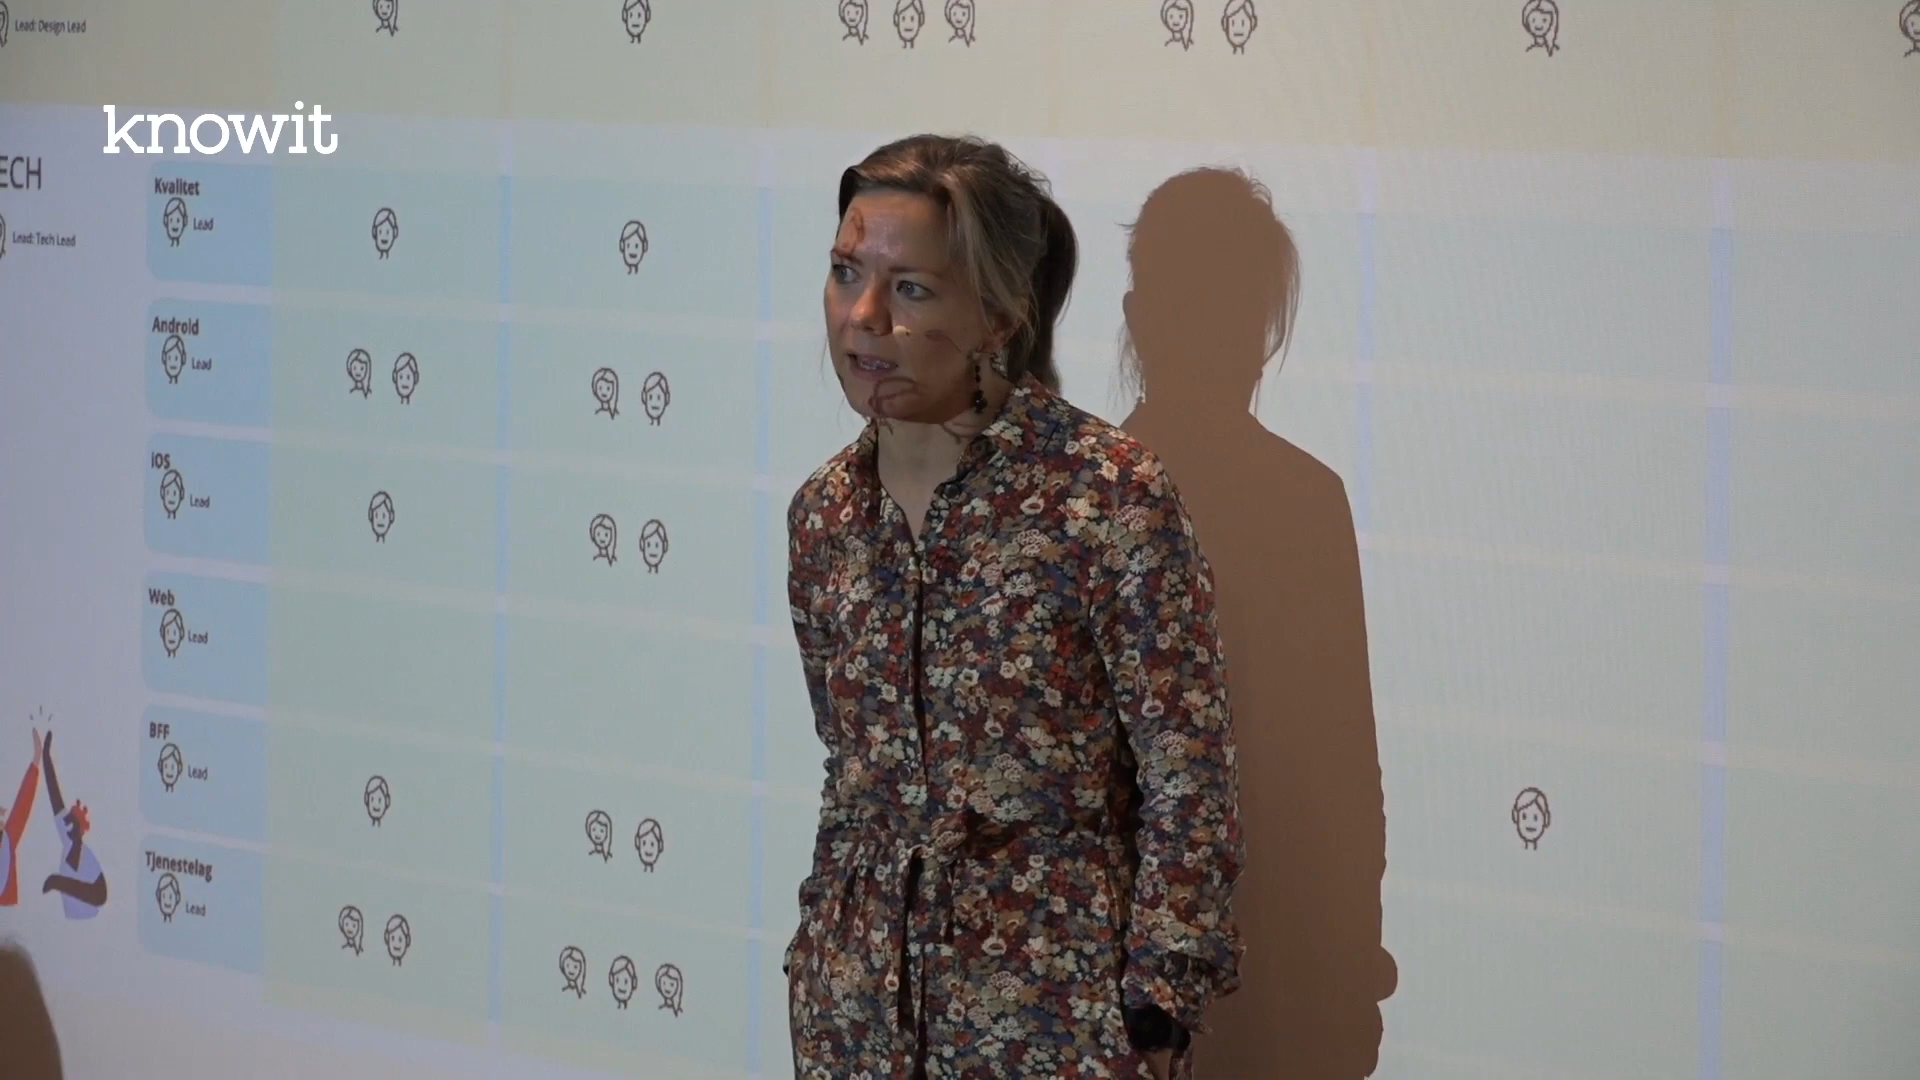 Lead: Design Lead
knowit
ECH
Lead: Tech Lead
Kvalitet
Lead
Android
Lead
iOS
Lead
Web
Lead
BFF
Lead
Tjenestelag
Lead